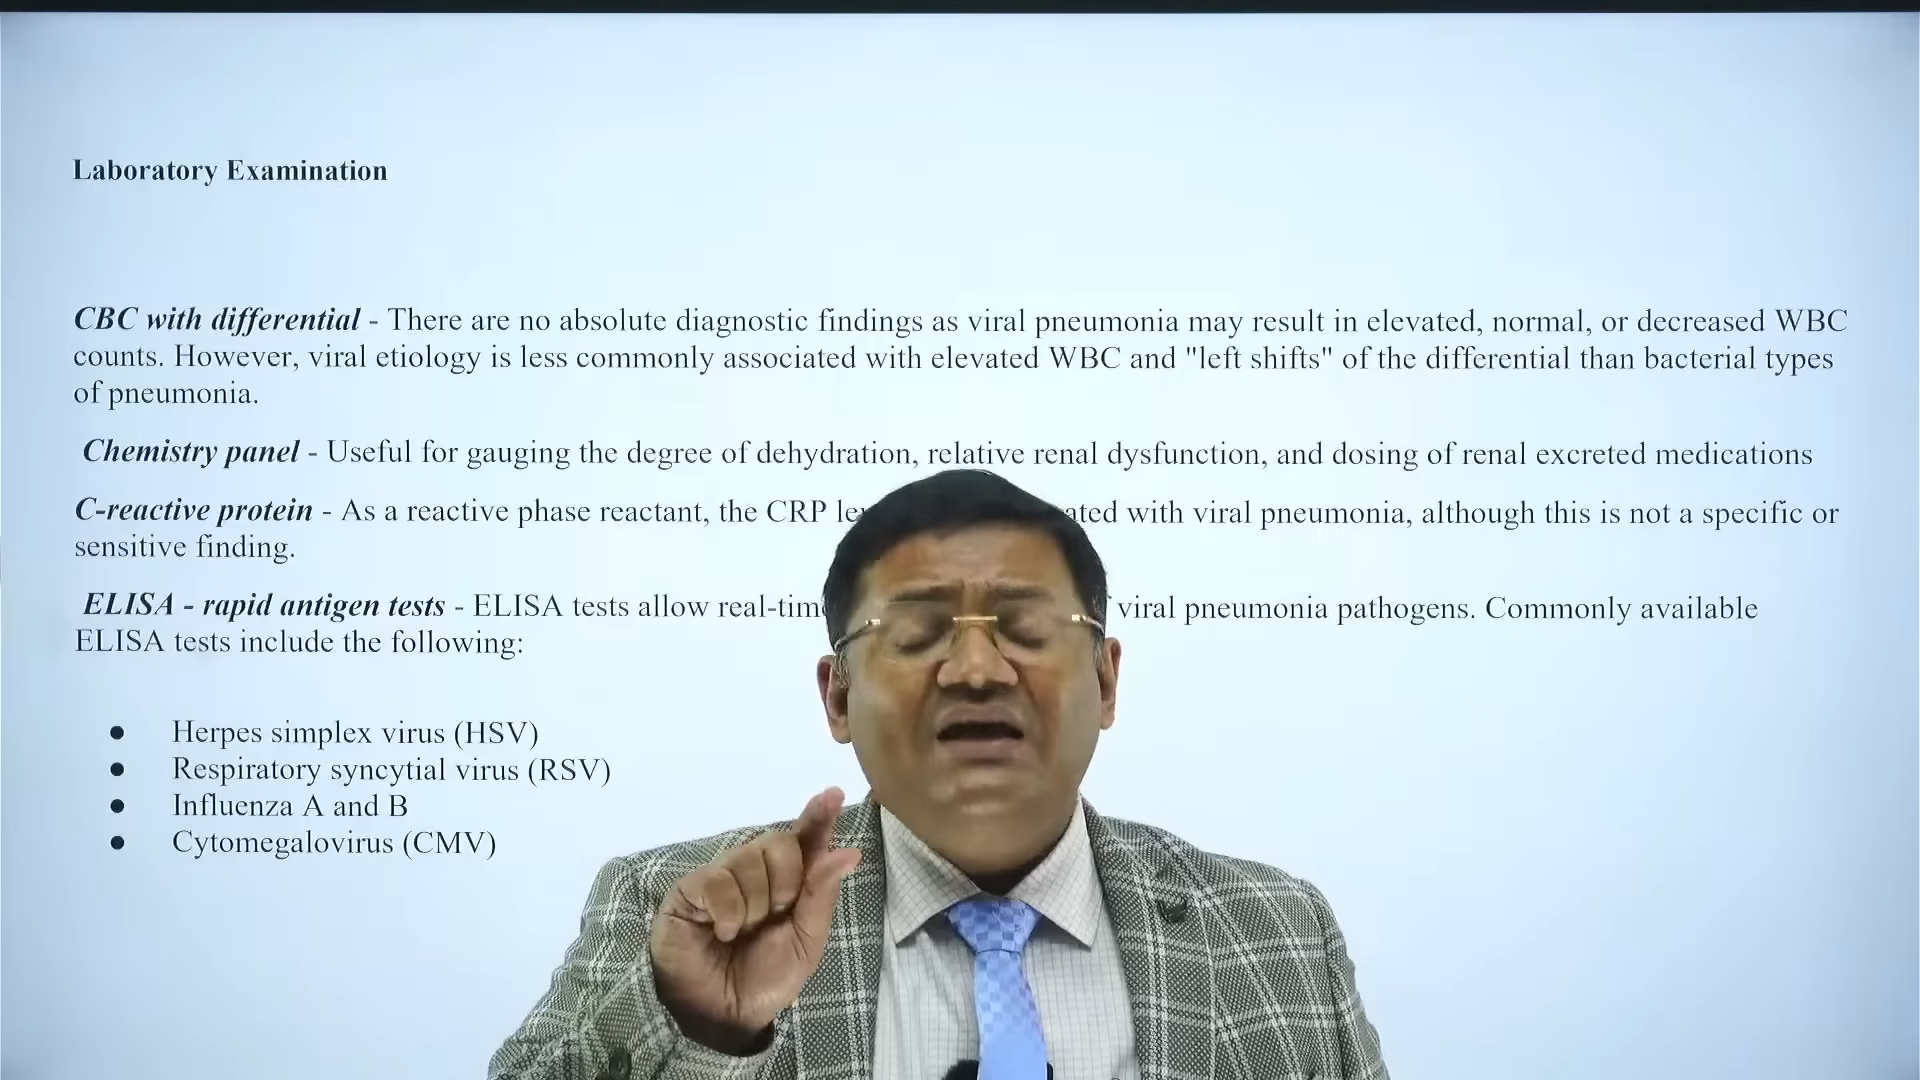 Laboratory Examination
CBC with differential - There are no absolute diagnostic findings as viral pneumonia may result in elevated, normal, or decreased WBC
counts. However, viral etiology is less commonly associated with elevated WBC and "left shifts" of the differential than bacterial types
of pneumonia.
Chemistry panel - Useful for gauging the degree of dehydration, relative renal dysfunction, and dosing of renal excreted medications
C-reactive protein - As a reactive phase reactant, the CRP with viral pneumonia, although this is not a specific or
sensitive finding.
ELISA - rapid antigen tests - ELISA tests allow viral pneumonia pathogens. Commonly available
ELISA tests include the following:
● Herpes simplex virus (HSV)
● Respiratory syncytial virus (RSV)
● Influenza A and B
● Cytomegalovirus (CMV)